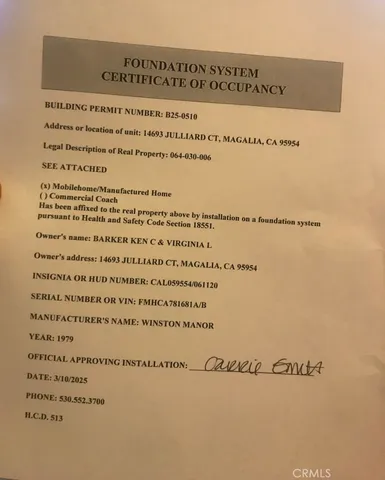 FOUNDATION SYSTEM
CERTIFICATE OF OCCUPANCY
BUILDING PERMIT NUMBER: B25-0510
Address or location of unit: 14693 JULLIARD CT, MAGALIA, CA 95954
Legal Description of Real Property: 064-030-006
SEE ATTACHED
(x) Mobilehome/Manufactured Home
( ) Commercial Coach
Has been affixed to the real property above by installation on a foundation system
pursuant to Health and Safety Code Section 18551.
Owner's name: BARKER KEN C & VIRGINIA L
Owner's address: 14693 JULLIARD CT, MAGALIA, CA 95954
INSIGNIA OR HUD NUMBER: CAL059554/061120
SERIAL NUMBER OR VIN: FMHCA781681A/B
MANUFACTURER'S NAME: WINSTON MANOR
YEAR: 1979
OFFICIAL APPROVING INSTALLATION: Carrie
DATE: 3/10/2025
PHONE: 530.552.3700
H.C.D. 513
CRMLS